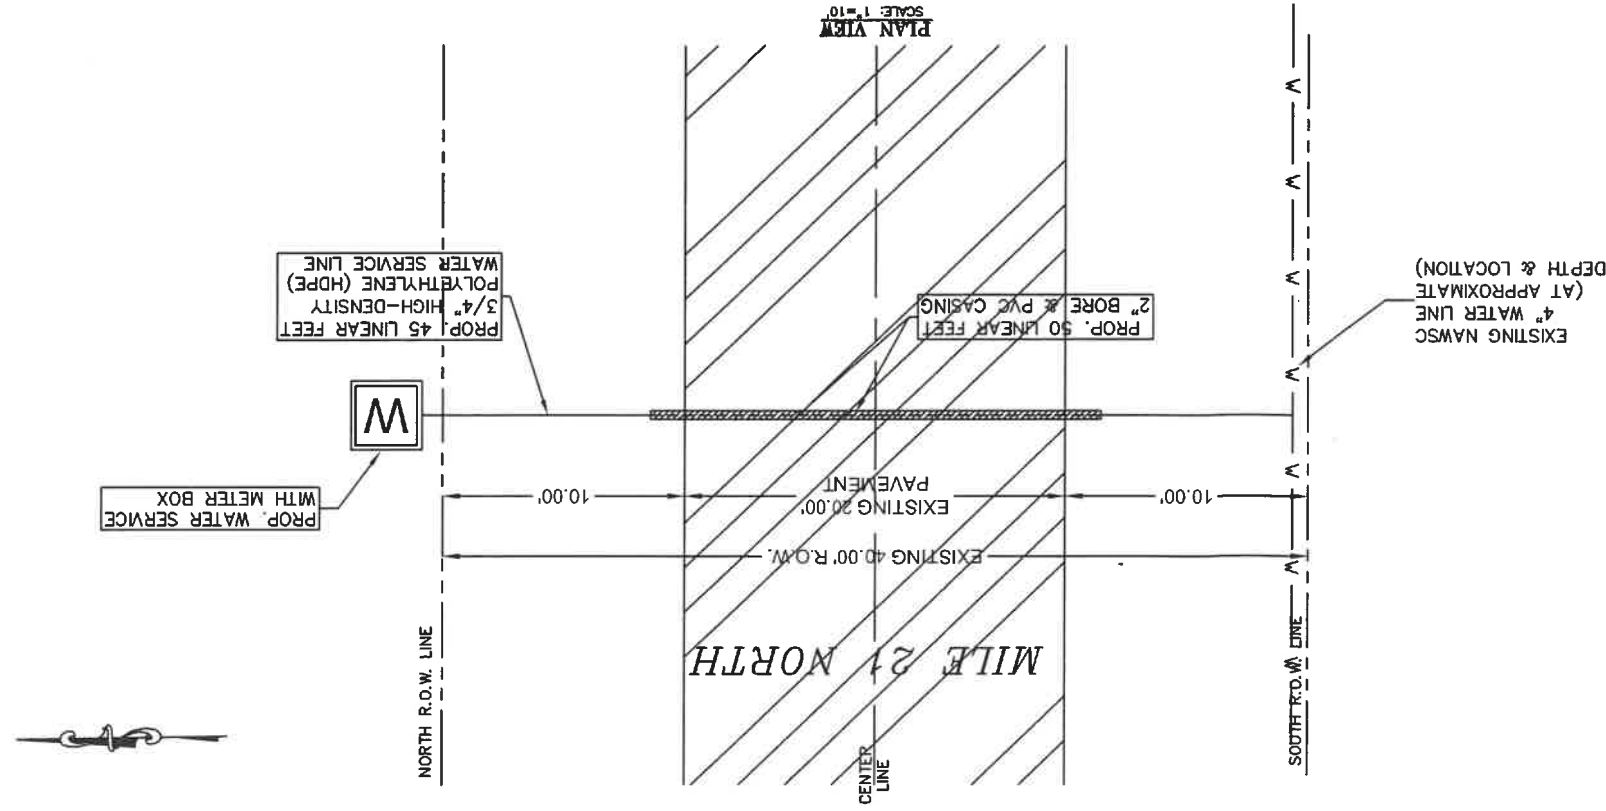 PLAN VIEW
SCALE: 1"=10'
EXISTING NAWSC
4" WATER LINE
(AT APPROXIMATE
DEPTH & LOCATION)
PROP. 50 LINEAR FEET
2" BORE & PVC CASING
PROP. 45 LINEAR FEET
3/4" HIGH-DENSITY
POLYETHYLENE (HDPE)
WATER SERVICE LINE
W
PROP. WATER SERVICE
WITH METER BOX
10.00'
EXISTING 20.00'
PAVEMENT
10.00'
EXISTING 40.00' R.O.W.
MILE 21 NORTH
NORTH R.O.W. LINE
CENTER
LINE
SOUTH R.O.W. LINE
W
W
W
W
W
W
W